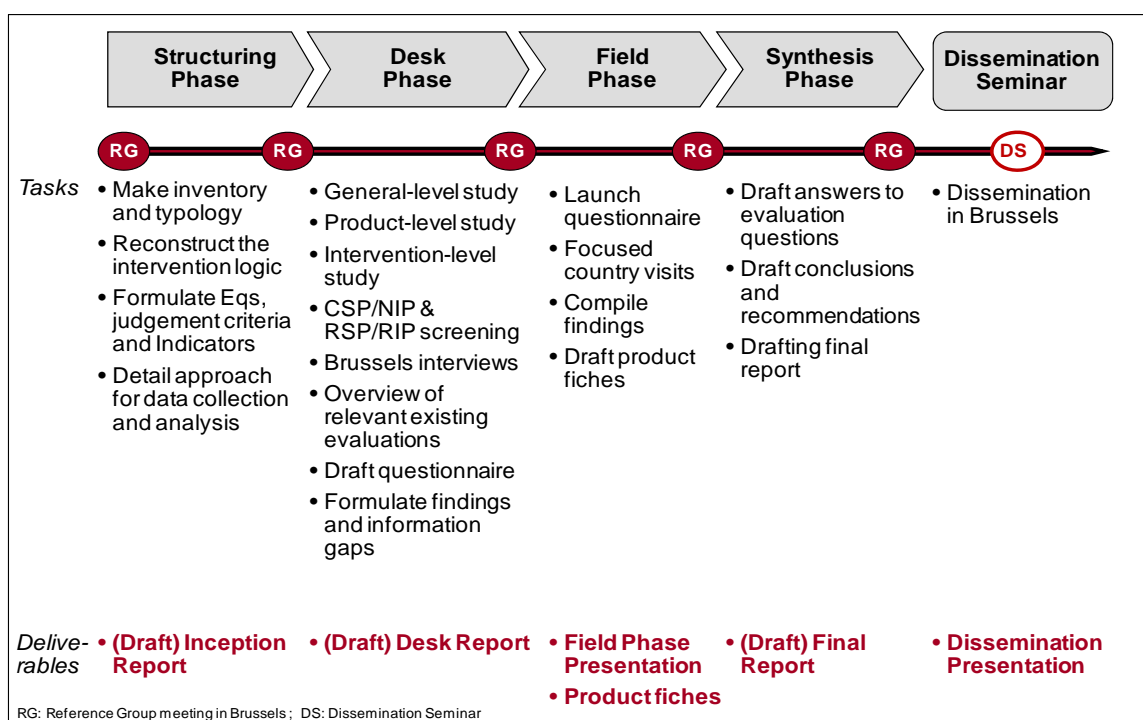 Structuring
Phase
Desk
Phase
Field
Phase
Synthesis
Phase
Dissemination
Seminar
RG
RG
RG
RG
RG
DS
Tasks
• Make inventory
and typology
• Reconstruct the
intervention logic
• Formulate Eqs,
judgement criteria
and Indicators
• Detail approach
for data collection
and analysis
• General-level study
• Product-level study
• Intervention-level
study
• CSP/NIP &
RSP/RIP screening
• Brussels interviews
• Overview of
relevant existing
evaluations
• Draft questionnaire
• Formulate findings
and information
gaps
• Launch
questionnaire
• Focused
country visits
• Compile
findings
• Draft product
fiches
• Draft answers to
evaluation
questions
• Draft conclusions
and
recommendations
• Drafting final
report
• Dissemination
in Brussels
Delive-
rables
• (Draft) Inception
Report
• (Draft) Desk Report
• Field Phase
Presentation
• Product fiches
• (Draft) Final
Report
• Dissemination
Presentation
RG: Reference Group meeting in Brussels ; DS: Dissemination Seminar